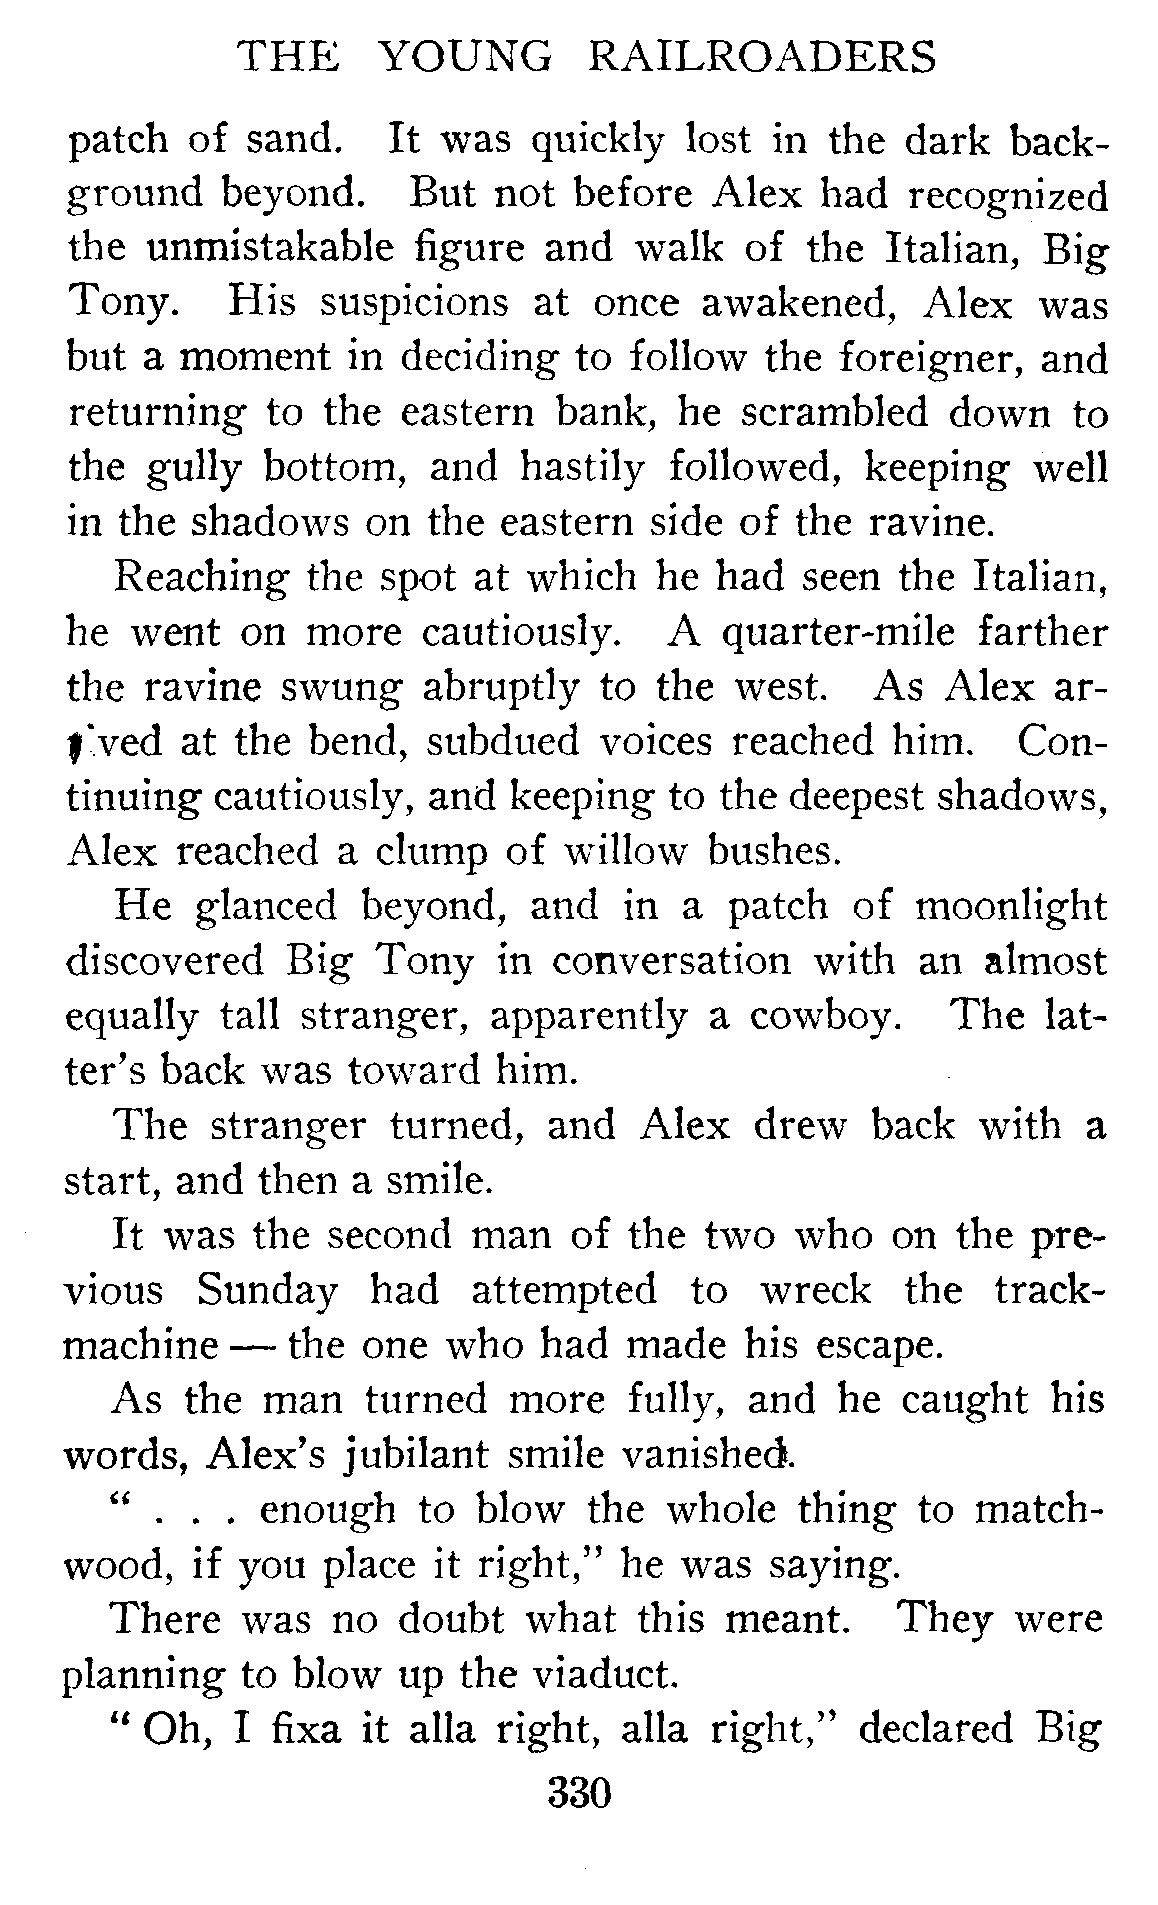 THE YOUNG RAILROADERS
patch of sand. It was quickly lost in the dark back-
ground beyond. But not before Alex had recognized
the unmistakable figure and walk of the Italian, Big
Tony. His suspicions at once awakened, Alex was
but a moment in deciding to follow the foreigner, and
returning to the eastern bank, he scrambled down to
the gully bottom, and hastily followed, keeping well
in the shadows on the eastern side of the ravine.
Reaching the spot at which he had seen the Italian,
he went on more cautiously. A quarter-mile farther
the ravine swung abruptly to the west. As Alex ar-
rived at the bend, subdued voices reached him. Con-
tinuing cautiously, and keeping to the deepest shadows,
Alex reached a clump of willow bushes.
He glanced beyond, and in a patch of moonlight
discovered Big Tony in conversation with an almost
equally tall stranger, apparently a cowboy. The lat-
ter's back was toward him.
The stranger turned, and Alex drew back with a
start, and then a smile.
It was the second man of the two who on the pre-
vious Sunday had attempted to wreck the track-
machine — the one who had made his escape.
As the man turned more fully, and he caught his
words, Alex's jubilant smile vanished.
" . . . enough to blow the whole thing to match-
wood, if you place it right," he was saying.
There was no doubt what this meant. They were
planning to blow up the viaduct.
" Oh, I fixa it alla right, alla right," declared Big
330